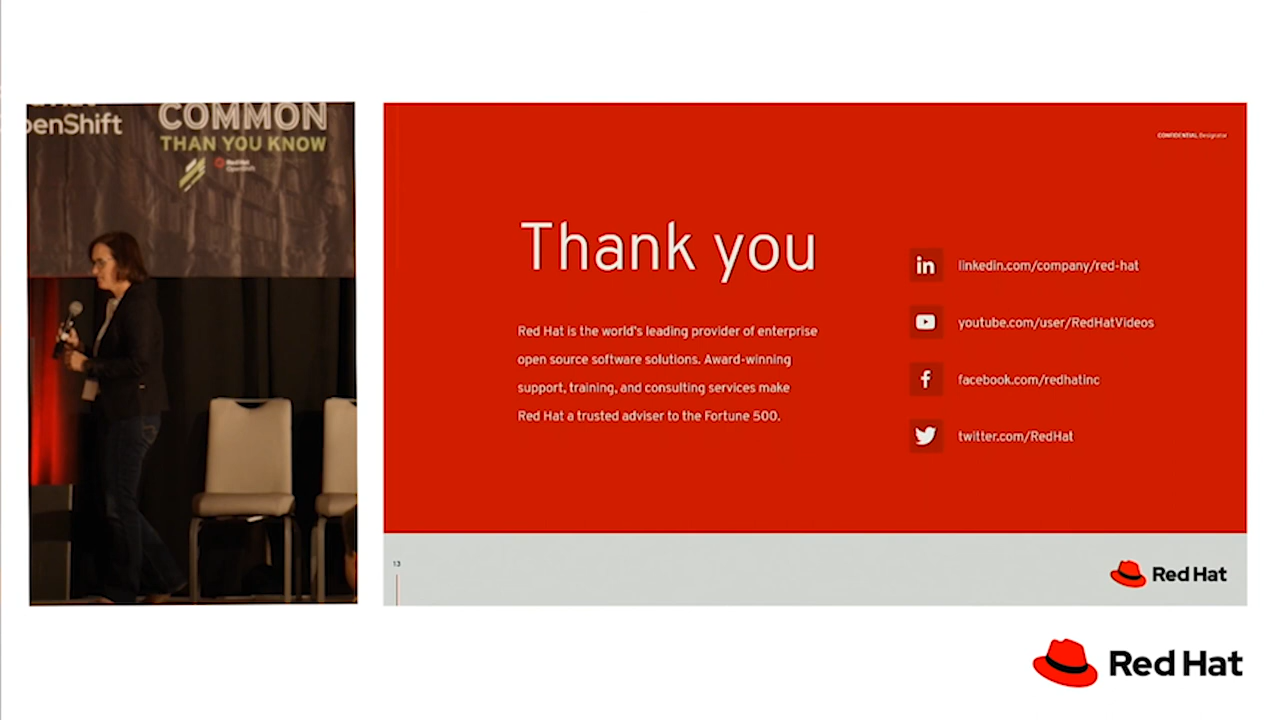 penShift
COMMON
THAN YOU KNOW
Red Hat
OpenShift
CONFIDENTIAL Designator
Thank you
Red Hat is the world's leading provider of enterprise
open source software solutions. Award-winning
support, training, and consulting services make
Red Hat a trusted adviser to the Fortune 500.
in
linkedin.com/company/red-hat
youtube.com/user/RedHatVideos
f
facebook.com/redhatinc
twitter.com/RedHat
13
Red Hat
Red Hat